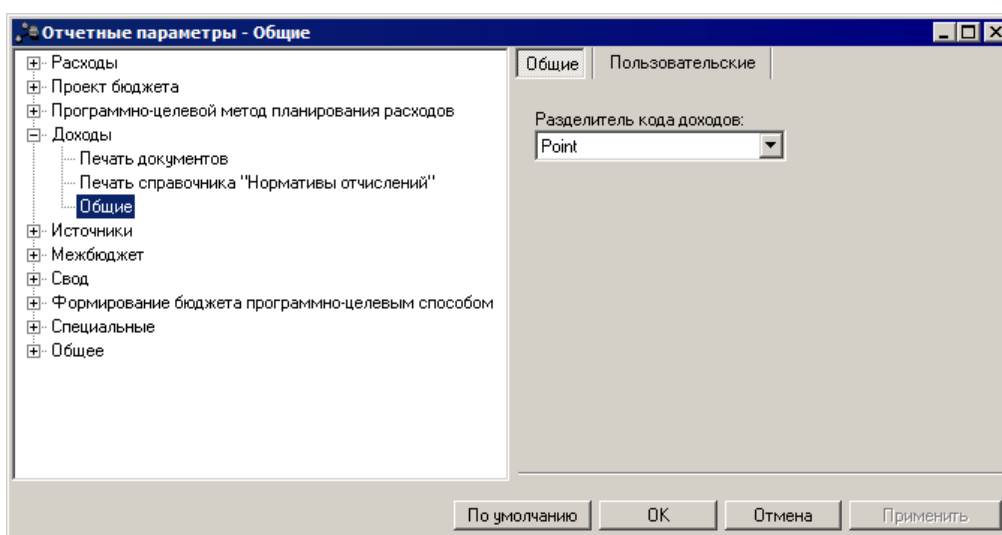 Отчетные параметры - Общие
Расходы
Проект бюджета
Программно-целевой метод планирования расходов
Доходы
Печать документов
Печать справочника "Нормативы отчислений"
Общие
Источники
Межбюджет
Свод
Формирование бюджета программно-целевым способом
Специальные
Общее
Общие Пользовательские
Разделитель кода доходов:
Point
По умолчанию OK Отмена Применить